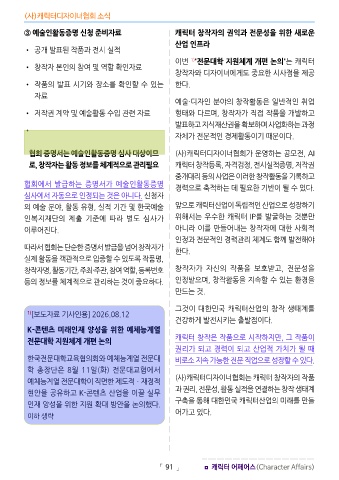 (사)캐릭터디자이너협회 소식
③ 예술인활동증명 신청 준비자료
• 공개 발표된 작품과 전시 실적
• 창작자 본인의 참여 및 역할 확인자료
• 작품의 발표 시기와 장소를 확인할 수 있는
자료
• 저작권 계약 및 예술활동 수입 관련 자료
협회 증명서는 예술인활동증명 심사 대상이므
로, 창작자는 활동 정보를 체계적으로 관리필요
협회에서 발급하는 증명서가 예술인활동증명
심사에서 자동으로 인정되는 것은 아니다. 신청자
의 예술 분야, 활동 유형, 실적 기간 및 한국예술
인복지재단의 제출 기준에 따라 별도 심사가
이루어진다.
따라서 협회는 단순한 증명서 발급을 넘어 창작자가
실제 활동을 객관적으로 입증할 수 있도록 작품명,
창작자명, 활동기간, 주최·주관, 참여 역할, 등록번호
등의 정보를 체계적으로 관리하는 것이 중요하다.
¹⁾[보도자료 기사인용] 2026.08.12
K-콘텐츠 미래인재 양성을 위한 예체능계열
전문대학 지원체계 개편 논의
한국전문대학교육협의회와 예체능계열 전문대
학 총장단은 8월 11일(화) 전문대교협에서
예체능계열 전문대학이 직면한 제도적 · 재정적
현안을 공유하고 K-콘텐츠 산업을 이끌 실무
인재 양성을 위한 지원 확대 방안을 논의했다.
이하 생략
캐릭터 창작자의 권익과 전문성을 위한 새로운
산업 인프라
이번 ¹⁾'전문대학 지원체계 개편 논의'는 캐릭터
창작자와 디자이너에게도 중요한 시사점을 제공
한다.
예술·디자인 분야의 창작활동은 일반적인 취업
형태와 다르며, 창작자가 직접 작품을 개발하고
발표하고 지식재산권을 확보하며 사업화하는 과정
자체가 전문적인 경제활동이기 때문이다.
(사)캐릭터디자이너협회가 운영하는 공모전, AI
캐릭터 창작등록, 자격검정, 전시실적증명, 저작권
중개대리 등의 사업은 이러한 창작활동을 기록하고
경력으로 축적하는 데 필요한 기반이 될 수 있다.
앞으로 캐릭터산업이 독립적인 산업으로 성장하기
위해서는 우수한 캐릭터 IP를 발굴하는 것뿐만
아니라 이를 만들어내는 창작자에 대한 사회적
인정과 전문적인 경력관리 체계도 함께 발전해야
한다.
창작자가 자신의 작품을 보호받고, 전문성을
인정받으며, 창작활동을 지속할 수 있는 환경을
만드는 것.
그것이 대한민국 캐릭터산업의 창작 생태계를
건강하게 발전시키는 출발점이다.
캐릭터 창작은 작품으로 시작하지만, 그 작품이
권리가 되고 경력이 되고 산업적 가치가 될 때
비로소 지속 가능한 전문 직업으로 성장할 수 있다.
(사)캐릭터디자이너협회는 캐릭터 창작자의 작품
과 권리, 전문성, 활동 실적을 연결하는 창작 생태계
구축을 통해 대한민국 캐릭터산업의 미래를 만들
어가고 있다.
「 91 」
캐릭터 어페어스(Character Affairs)